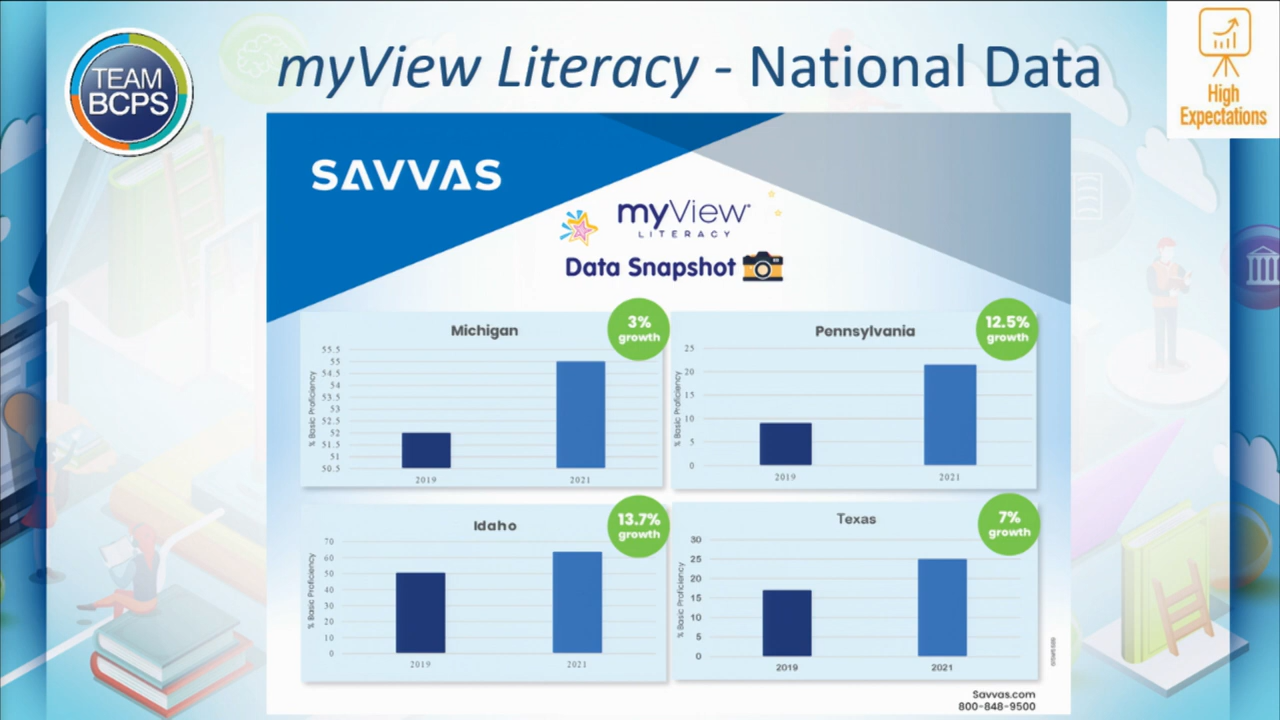 TEAM
BCPS
myView Literacy - National Data
High
Expectations
SAVVAS
myView®
LITERACY
Data Snapshot
Michigan
3%
growth
% Basic Proficiency
55.5
55
54.5
54
53.5
53
52.5
52
51.5
51
50.5
2019
2021
Pennsylvania
12.5%
growth
% Basic Proficiency
25
20
15
10
5
0
2019
2021
Idaho
13.7%
growth
% Basic Proficiency
70
60
50
40
30
20
10
0
2019
2021
Texas
7%
growth
% Basic Proficiency
30
25
20
15
10
5
0
2019
2021
Savvas.com
800-848-9500